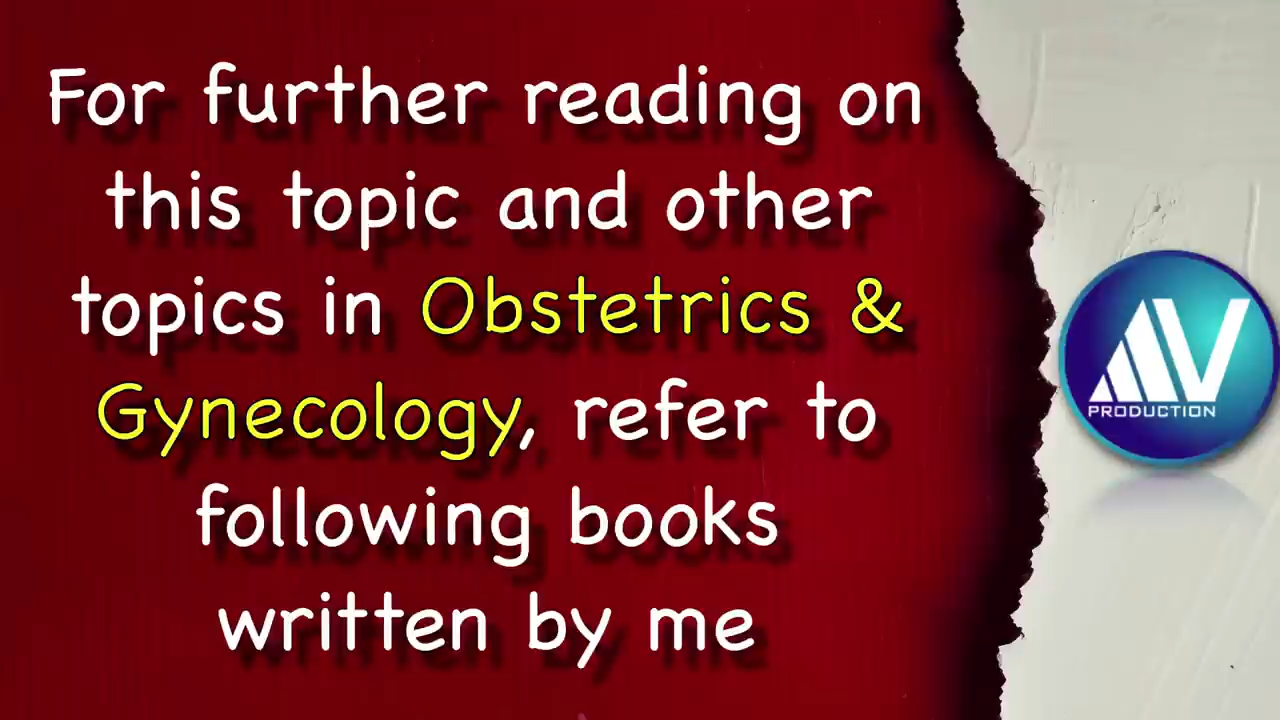 For further reading on
this topic and other
topics in Obstetrics &
Gynecology, refer to
following books
written by me
AV
PRODUCTION